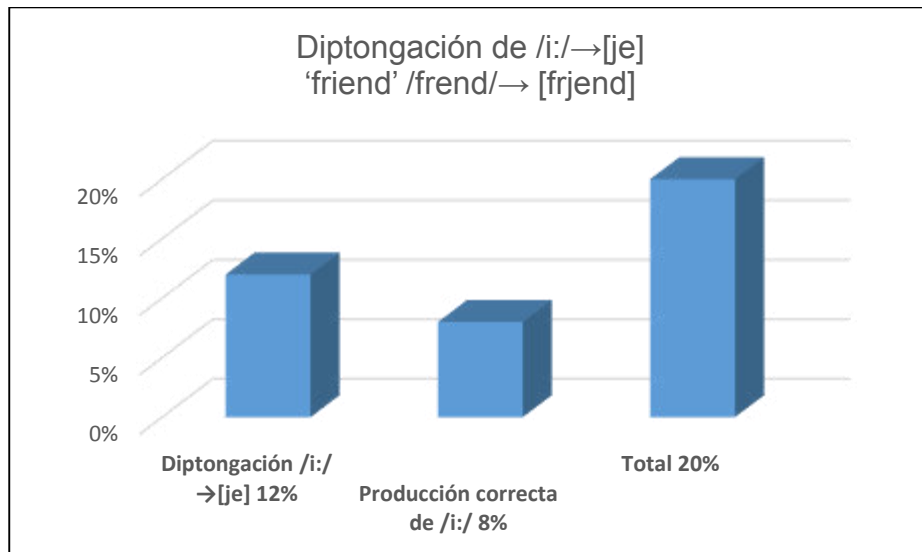 Diptongación de /i:/→[je]
‘friend’ /frend/→ [frjend]
20%
15%
10%
5%
0%
Diptongación /i:/
→[je] 12%
Producción correcta
de /i:/ 8%
Total 20%